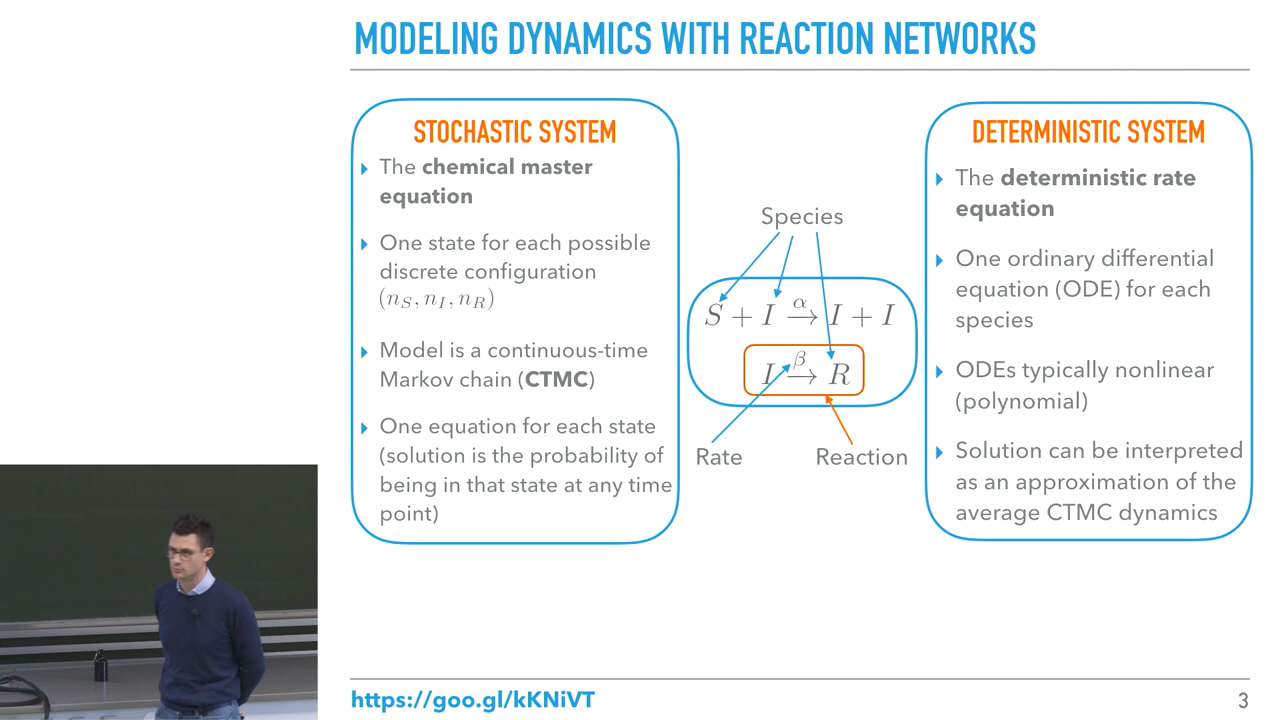 MODELING DYNAMICS WITH REACTION NETWORKS
STOCHASTIC SYSTEM
The chemical master
equation
One state for each possible
discrete configuration
(n_S, n_I, n_R)
Model is a continuous-time
Markov chain (CTMC)
One equation for each state
(solution is the probability of
being in that state at any time
point)
Species
S + I →^α I + I
I →^β R
Rate
Reaction
DETERMINISTIC SYSTEM
The deterministic rate
equation
One ordinary differential
equation (ODE) for each
species
ODEs typically nonlinear
(polynomial)
Solution can be interpreted
as an approximation of the
average CTMC dynamics
https://goo.gl/kKNiVT
3